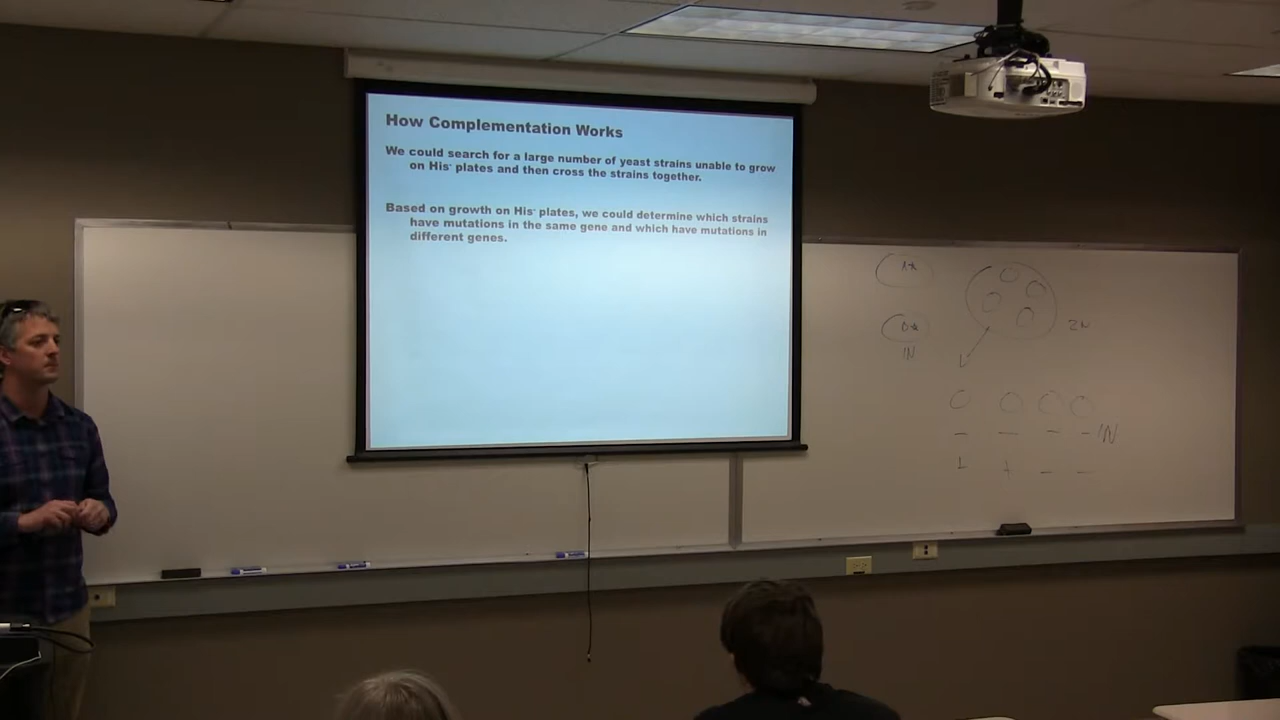 How Complementation Works
We could search for a large number of yeast strains unable to grow
on His- plates and then cross the strains together.
Based on growth on His- plates, we could determine which strains
have mutations in the same gene and which have mutations in
different genes.
2N
1N
1N